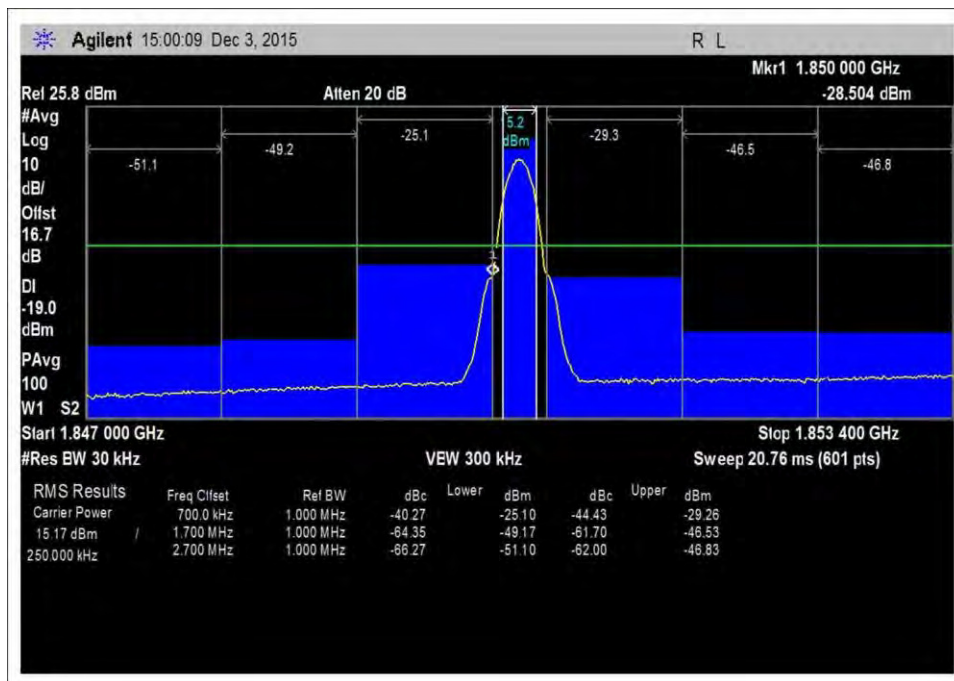 Agilent 15:00:09 Dec 3, 2015 R L
Mkr1 1.850 000 GHz
Ref 25.8 dBm Atten 20 dB -28.504 dBm
#Avg
Log
10
dB/
Offst
16.7
dB
DI
-19.0
dBm
PAvg
100
W1 S2
-51.1 -49.2 -25.1 5.2 dBm -29.3 -46.5 -46.8
1
Start 1.847 000 GHz Stop 1.853 400 GHz
#Res BW 30 kHz VBW 300 kHz Sweep 20.76 ms (601 pts)
RMS Results Freq Offset Ref BW dBc Lower dBm dBc Upper dBm
Carrier Power 700.0 kHz 1.000 MHz -40.27 -25.10 -44.43 -29.26
15.17 dBm / 1.700 MHz 1.000 MHz -64.35 -49.17 -61.70 -46.53
250.000 kHz 2.700 MHz 1.000 MHz -66.27 -51.10 -62.00 -46.83